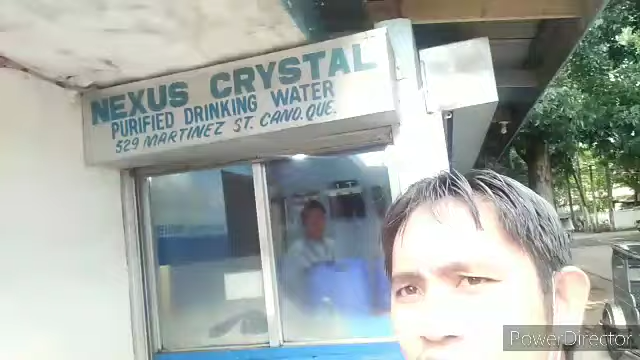 NEXUS CRYSTAL
PURIFIED DRINKING WATER
529 MARTINEZ ST. CAND. QUE.
PowerDirector